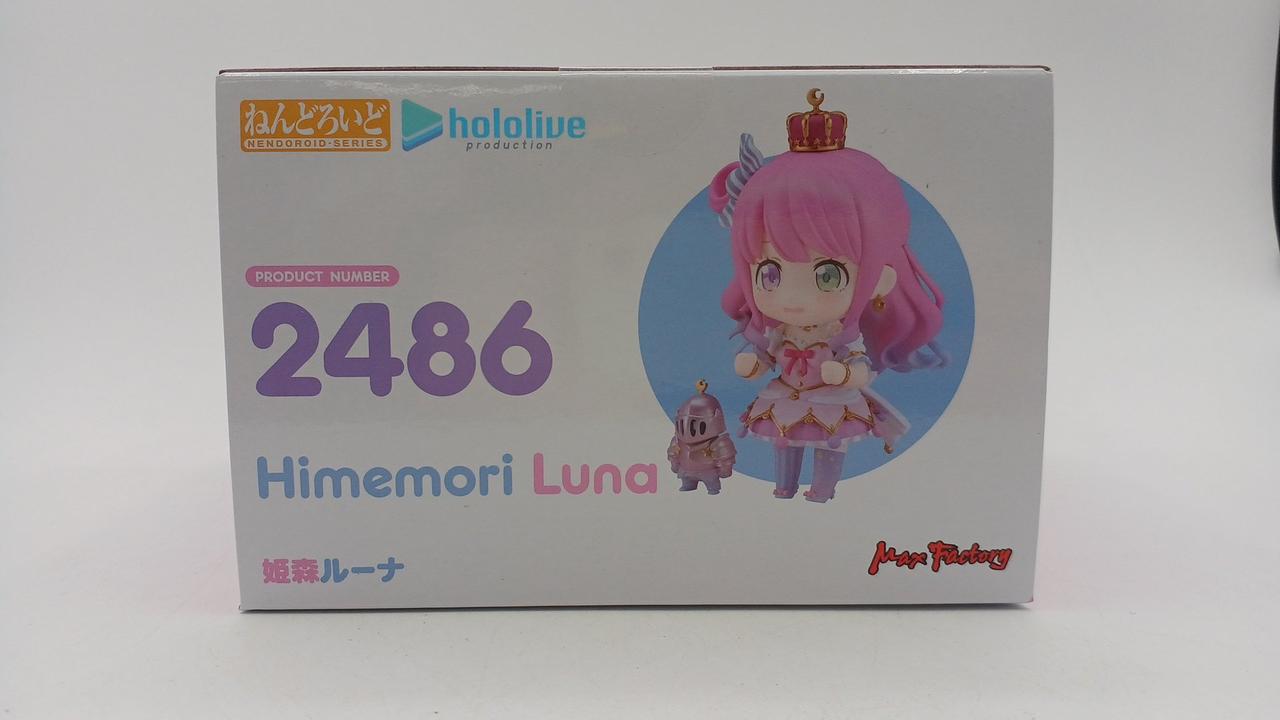 ねんどろいど
NENDOROID-SERIES
hololive
production
PRODUCT NUMBER
2486
Himemori Luna
姫森ルーナ
Max Factory